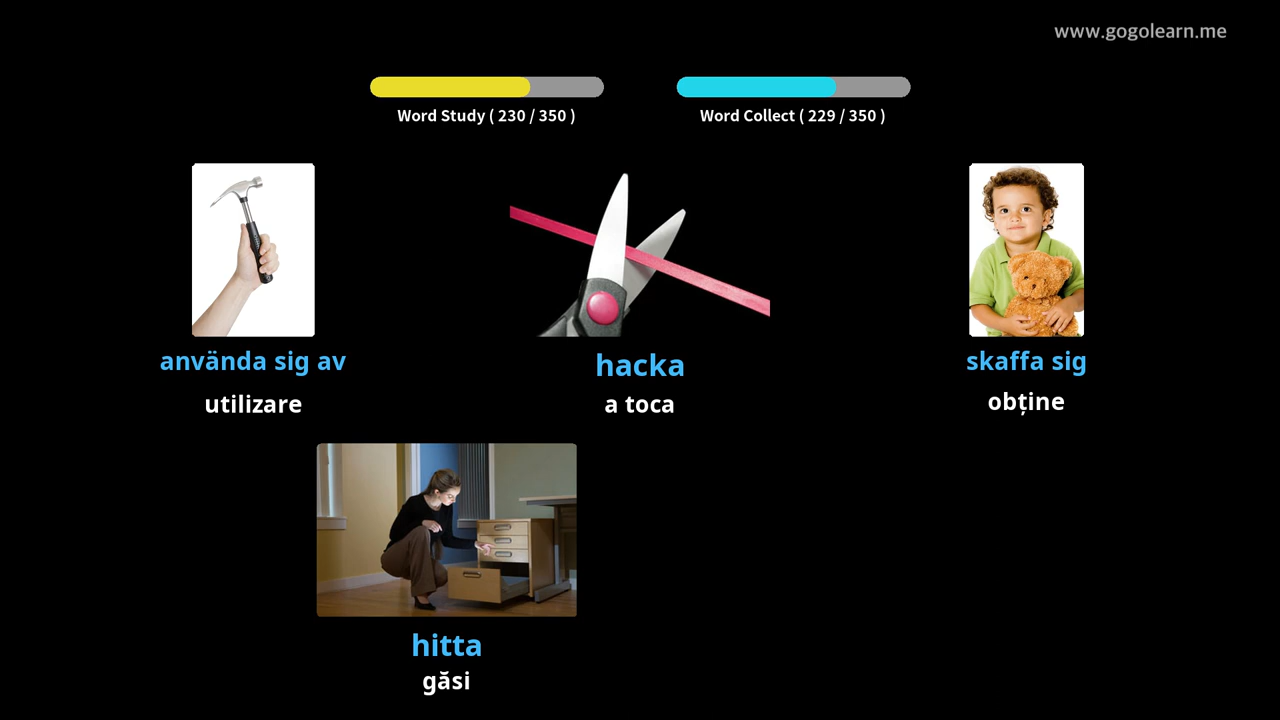 www.gogolearn.me
Word Study ( 230 / 350 )
Word Collect ( 229 / 350 )
använda sig av
utilizare
hacka
a toca
skaffa sig
obține
hitta
găsi